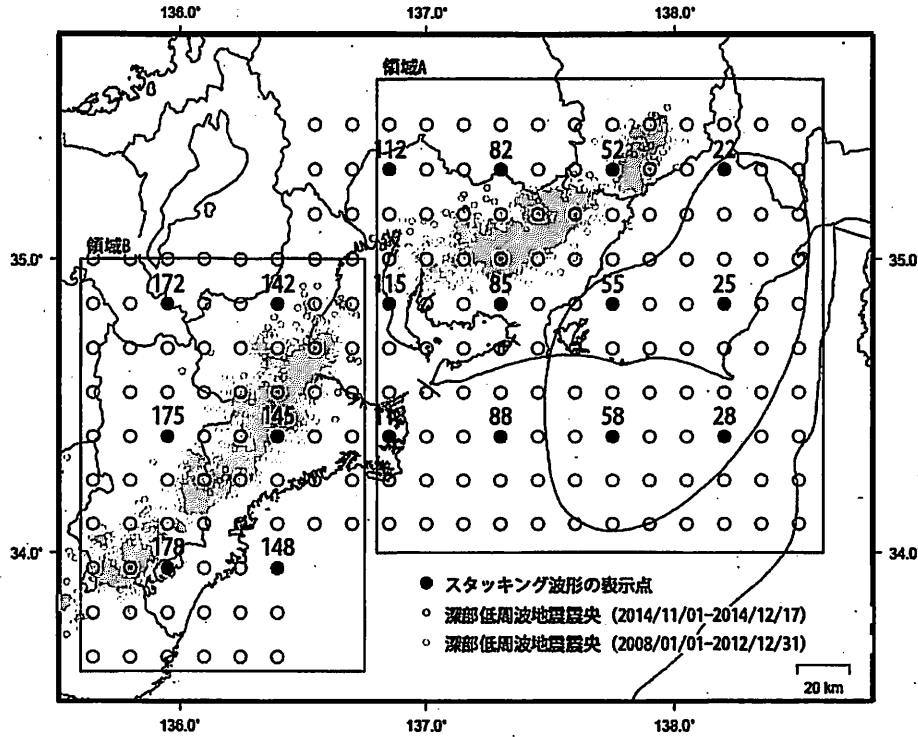 136.0° 137.0° 138.0°
領域A
112 82 52 22
35.0° 領域B 35.0°
172 142 115 85 55 25
175 145 88 58 28
34.0° 178 148 34.0°
スタッキング波形の表示点
深部低周波地震震央 (2014/11/01-2014/12/17)
深部低周波地震震央 (2008/01/01-2012/12/31)
20 km
136.0° 137.0° 138.0°